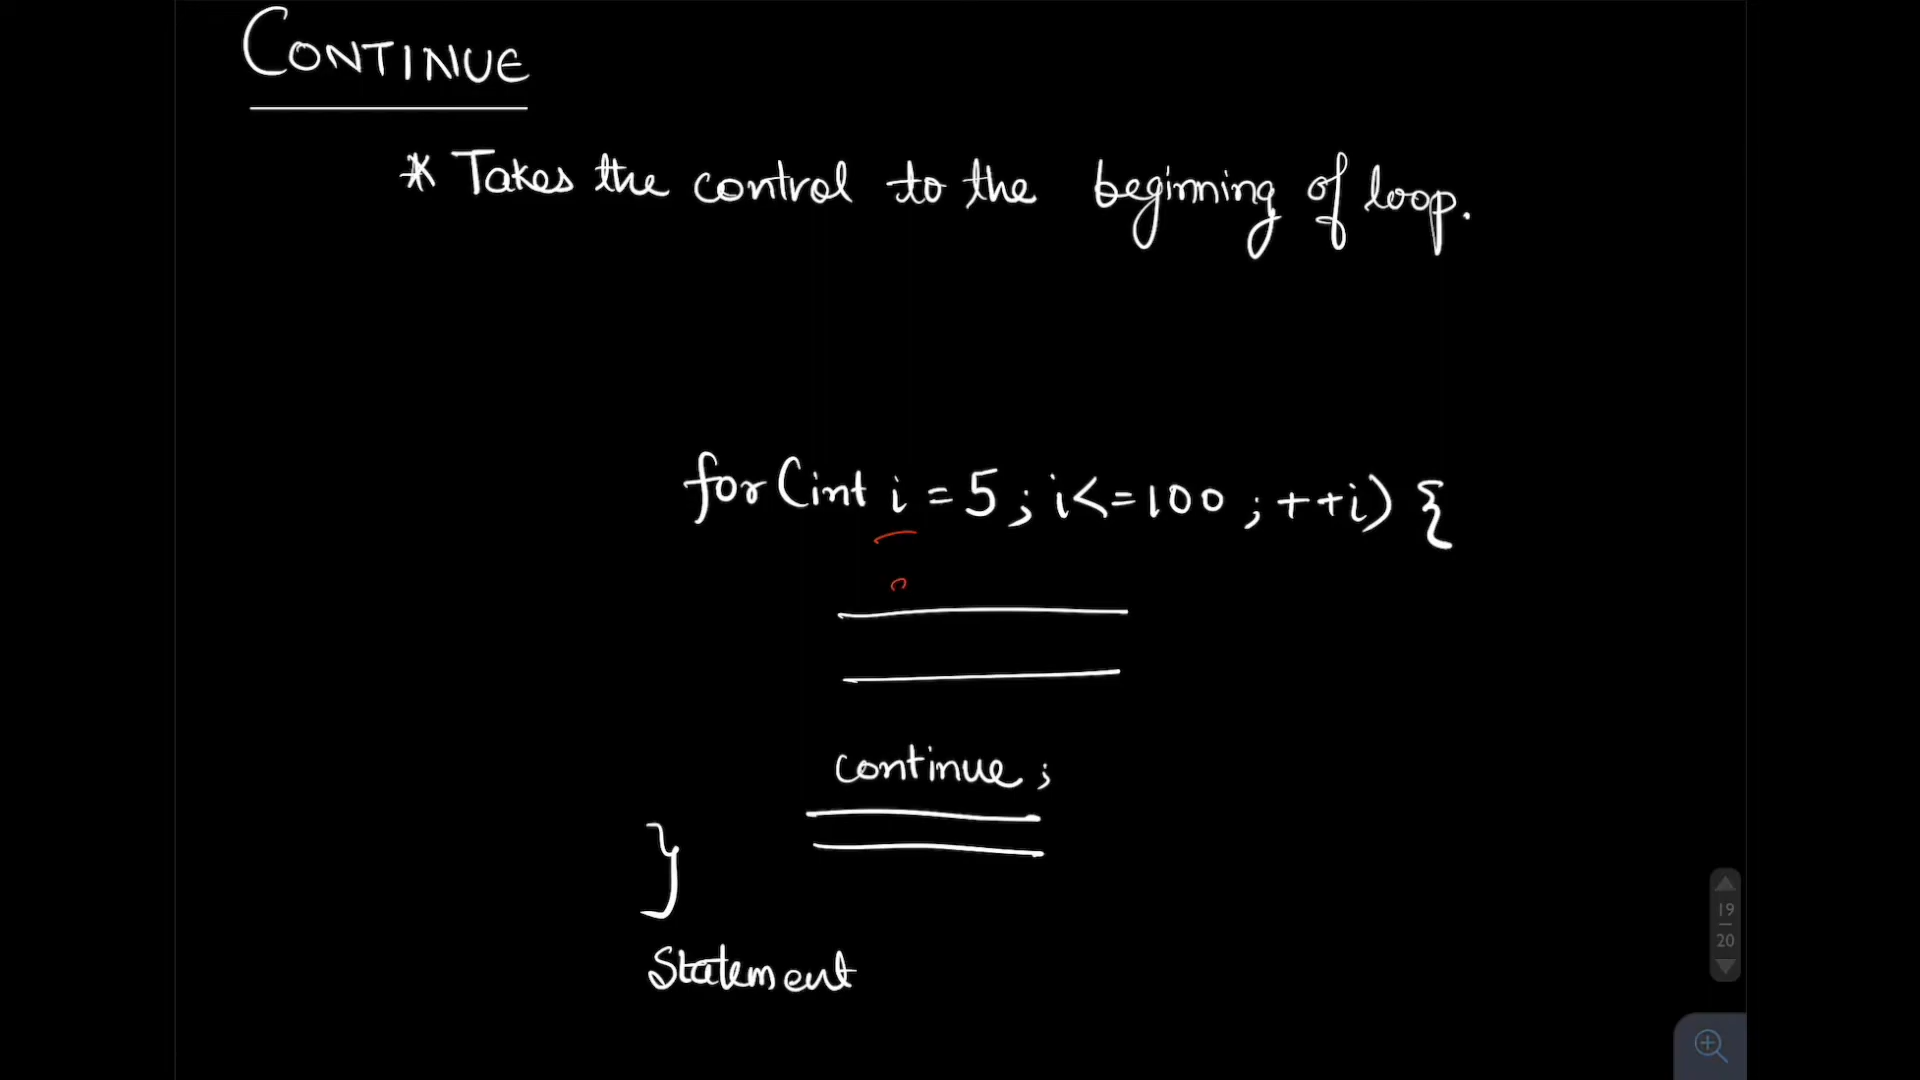 CONTINUE
* Takes the control to the beginning of loop.
for (int i = 5 ; i <= 100 ; ++i) {
continue ;
}
Statement
19
20